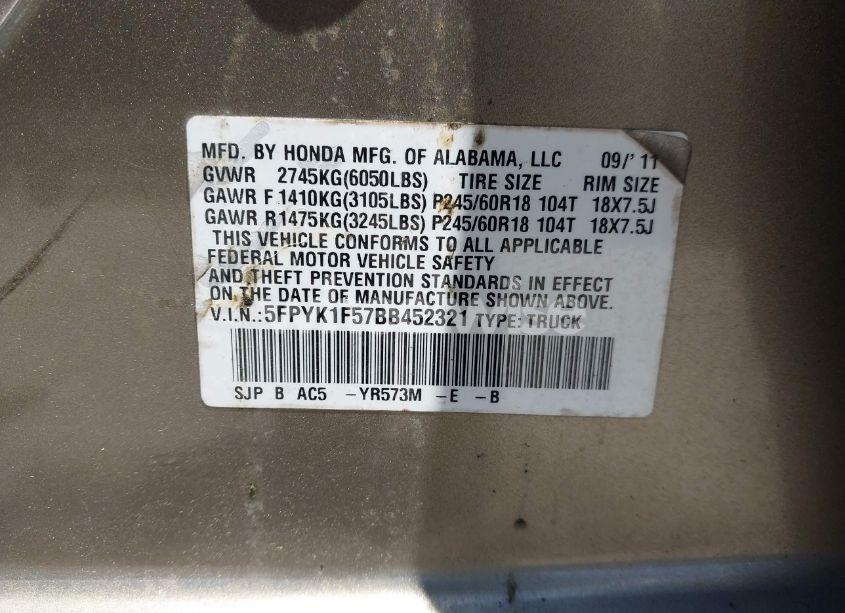 MFD. BY HONDA MFG. OF ALABAMA, LLC 09/'11
GVWR 2745KG(6050LBS) TIRE SIZE RIM SIZE
GAWR F 1410KG(3105LBS) P245/60R18 104T 18X7.5J
GAWR R 1475KG(3245LBS) P245/60R18 104T 18X7.5J
THIS VEHICLE CONFORMS TO ALL APPLICABLE
FEDERAL MOTOR VEHICLE SAFETY
AND THEFT PREVENTION STANDARDS IN EFFECT
ON THE DATE OF MANUFACTURE SHOWN ABOVE.
V.I.N.:5FPYK1F57BB452321 TYPE: TRUCK
SJP B AC5 -YR573M -E -B